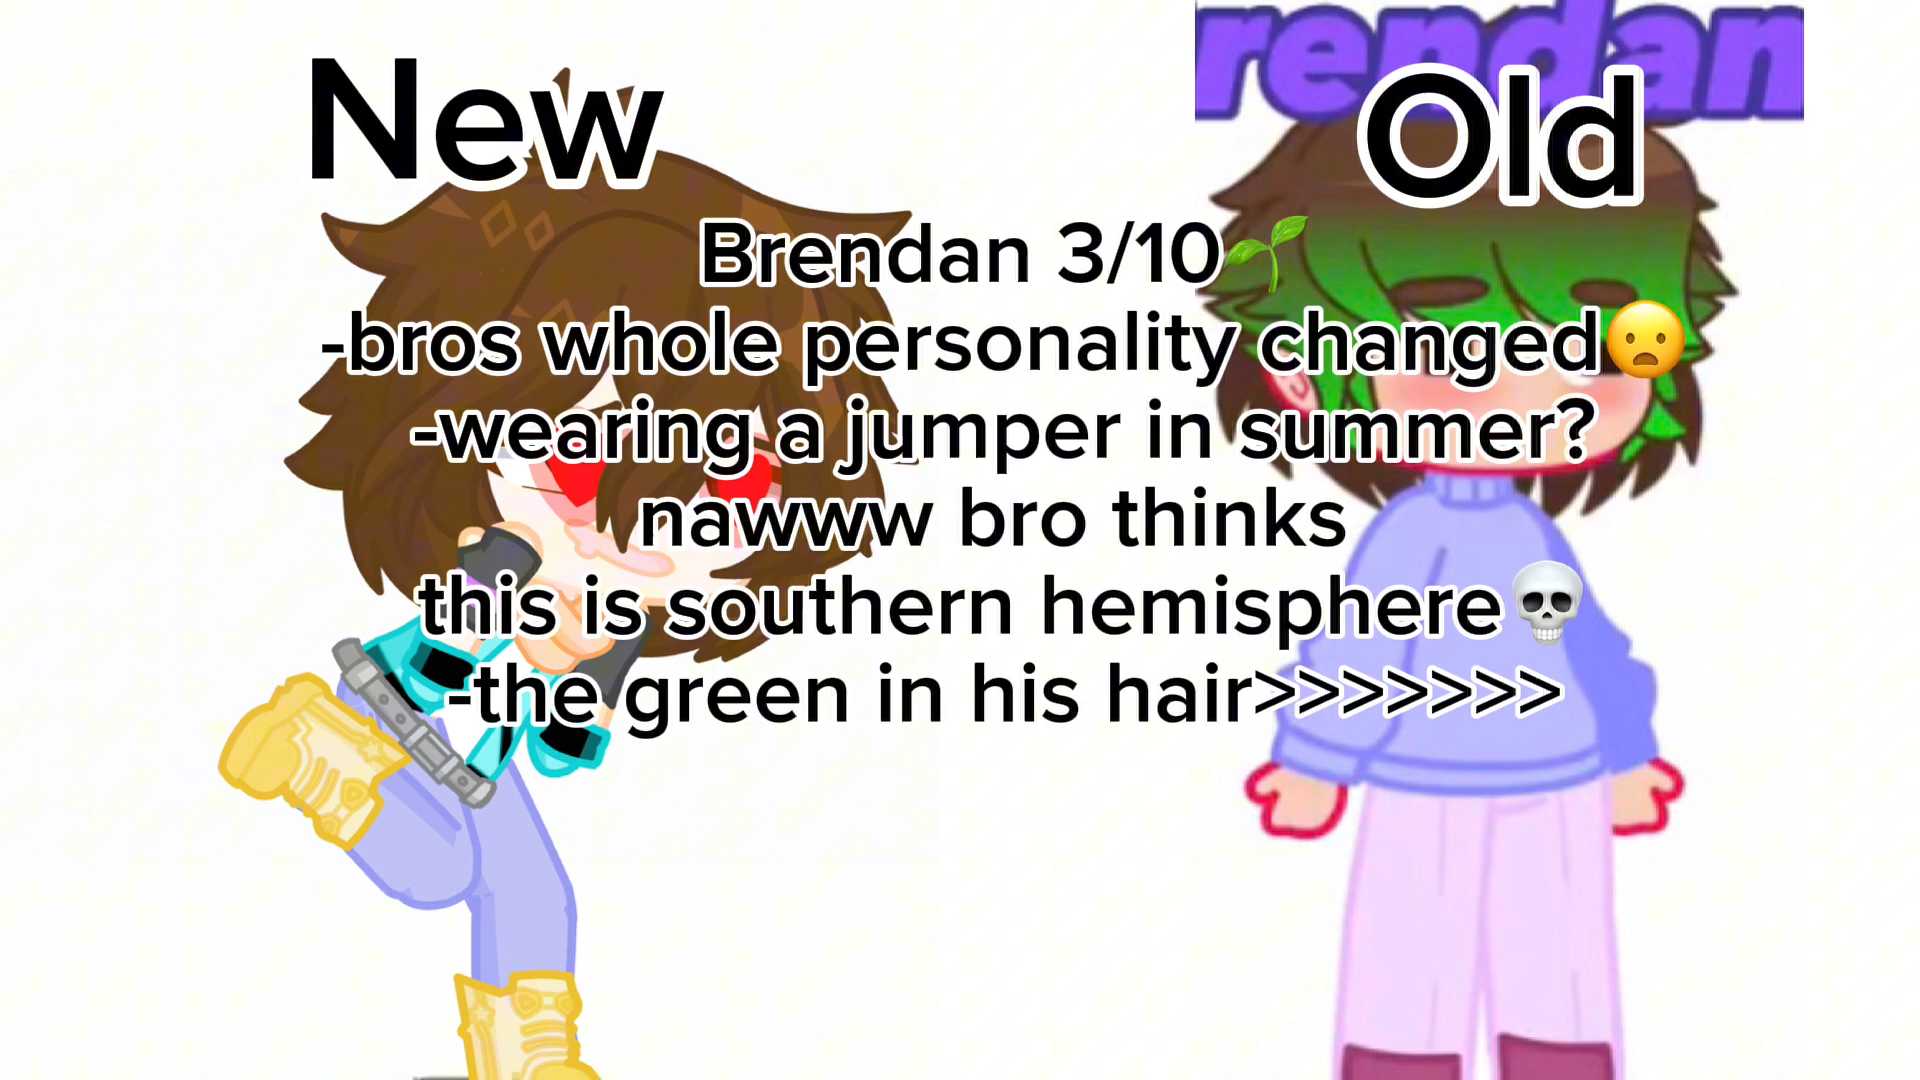 rendan
New
Old
Brendan 3/10🌱
-bros whole personality changed😦
-wearing a jumper in summer?
nawww bro thinks
this is southern hemisphere💀
-the green in his hair>>>>>>>